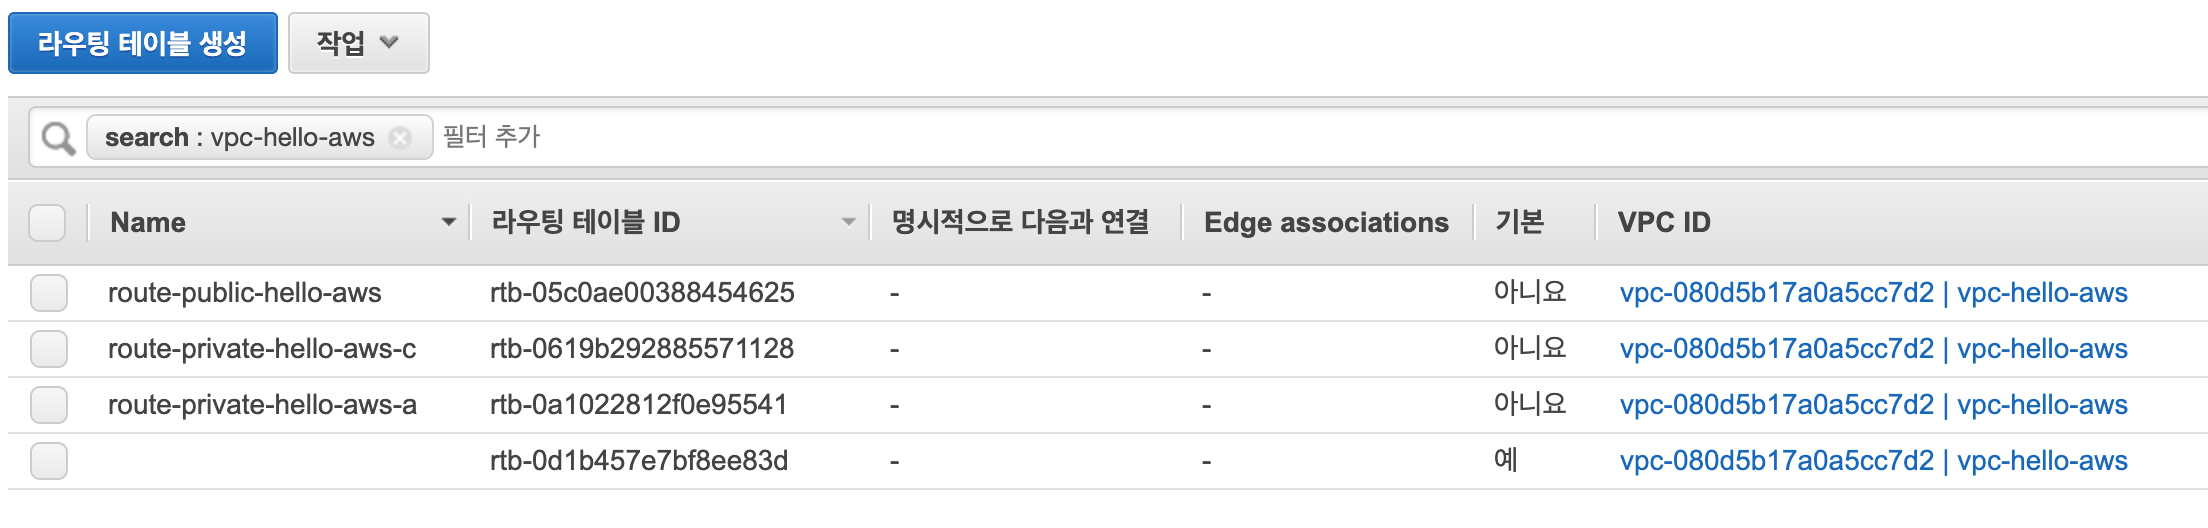 라우팅 테이블 생성 작업
search : vpc-hello-aws 필터 추가
Name 라우팅 테이블 ID 명시적으로 다음과 연결 Edge associations 기본 VPC ID
route-public-hello-aws rtb-05c0ae00388454625 - - 아니요 vpc-080d5b17a0a5cc7d2 | vpc-hello-aws
route-private-hello-aws-c rtb-0619b292885571128 - - 아니요 vpc-080d5b17a0a5cc7d2 | vpc-hello-aws
route-private-hello-aws-a rtb-0a1022812f0e95541 - - 아니요 vpc-080d5b17a0a5cc7d2 | vpc-hello-aws
rtb-0d1b457e7bf8ee83d - - 예 vpc-080d5b17a0a5cc7d2 | vpc-hello-aws